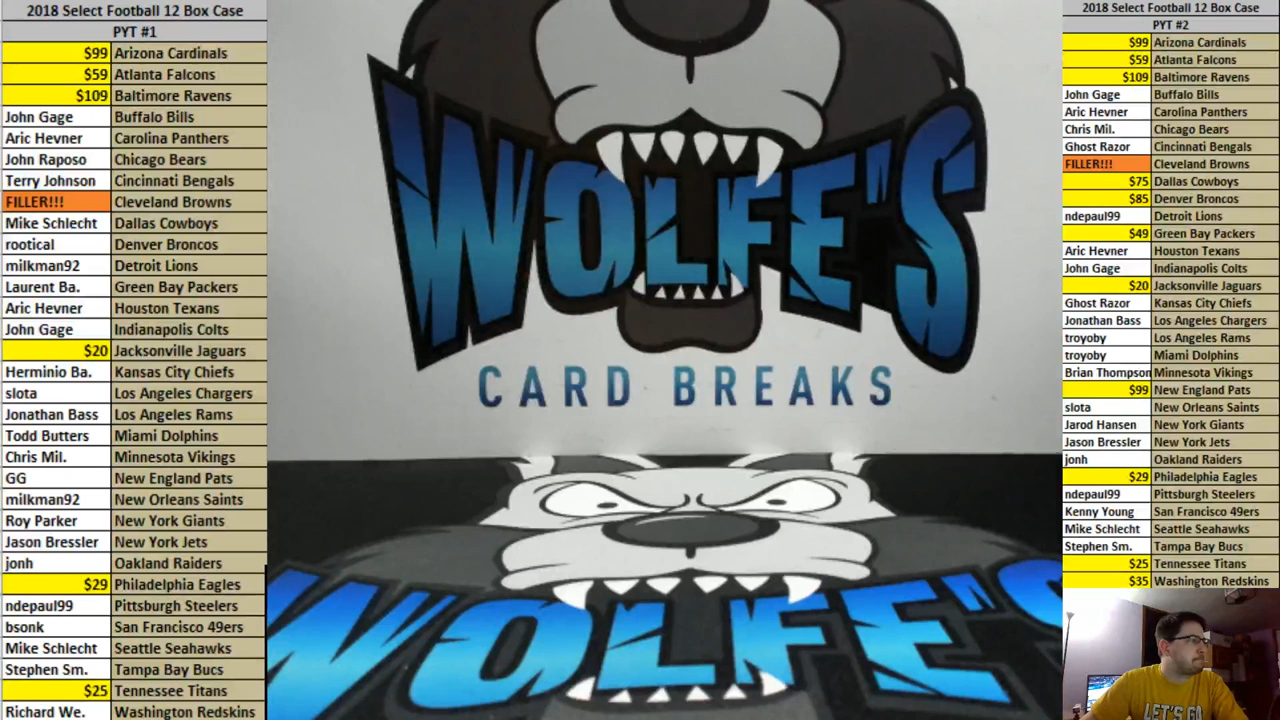 2018 Select Football 12 Box Case
PYT #1
$99 Arizona Cardinals
$59 Atlanta Falcons
$109 Baltimore Ravens
John Gage Buffalo Bills
Aric Hevner Carolina Panthers
John Raposo Chicago Bears
Terry Johnson Cincinnati Bengals
FILLER!!! Cleveland Browns
Mike Schlecht Dallas Cowboys
rootical Denver Broncos
milkman92 Detroit Lions
Laurent Ba. Green Bay Packers
Aric Hevner Houston Texans
John Gage Indianapolis Colts
$20 Jacksonville Jaguars
Herminio Ba. Kansas City Chiefs
slota Los Angeles Chargers
Jonathan Bass Los Angeles Rams
Todd Butters Miami Dolphins
Chris Mil. Minnesota Vikings
GG New England Pats
milkman92 New Orleans Saints
Roy Parker New York Giants
Jason Bressler New York Jets
jonh Oakland Raiders
$29 Philadelphia Eagles
ndepaul99 Pittsburgh Steelers
bsonk San Francisco 49ers
Mike Schlecht Seattle Seahawks
Stephen Sm. Tampa Bay Bucs
$25 Tennessee Titans
Richard We. Washington Redskins
WOLFE'S
CARD BREAKS
WOLFE'S
2018 Select Football 12 Box Case
PYT #2
$99 Arizona Cardinals
$59 Atlanta Falcons
$109 Baltimore Ravens
John Gage Buffalo Bills
Aric Hevner Carolina Panthers
Chris Mil. Chicago Bears
Ghost Razor Cincinnati Bengals
FILLER!!! Cleveland Browns
$75 Dallas Cowboys
$85 Denver Broncos
ndepaul99 Detroit Lions
$49 Green Bay Packers
Aric Hevner Houston Texans
John Gage Indianapolis Colts
$20 Jacksonville Jaguars
Ghost Razor Kansas City Chiefs
Jonathan Bass Los Angeles Chargers
troyoby Los Angeles Rams
troyoby Miami Dolphins
Brian Thompson Minnesota Vikings
$99 New England Pats
slota New Orleans Saints
Jarod Hansen New York Giants
Jason Bressler New York Jets
jonh Oakland Raiders
$29 Philadelphia Eagles
ndepaul99 Pittsburgh Steelers
Kenny Young San Francisco 49ers
Mike Schlecht Seattle Seahawks
Stephen Sm. Tampa Bay Bucs
$25 Tennessee Titans
$35 Washington Redskins
LET'S GO